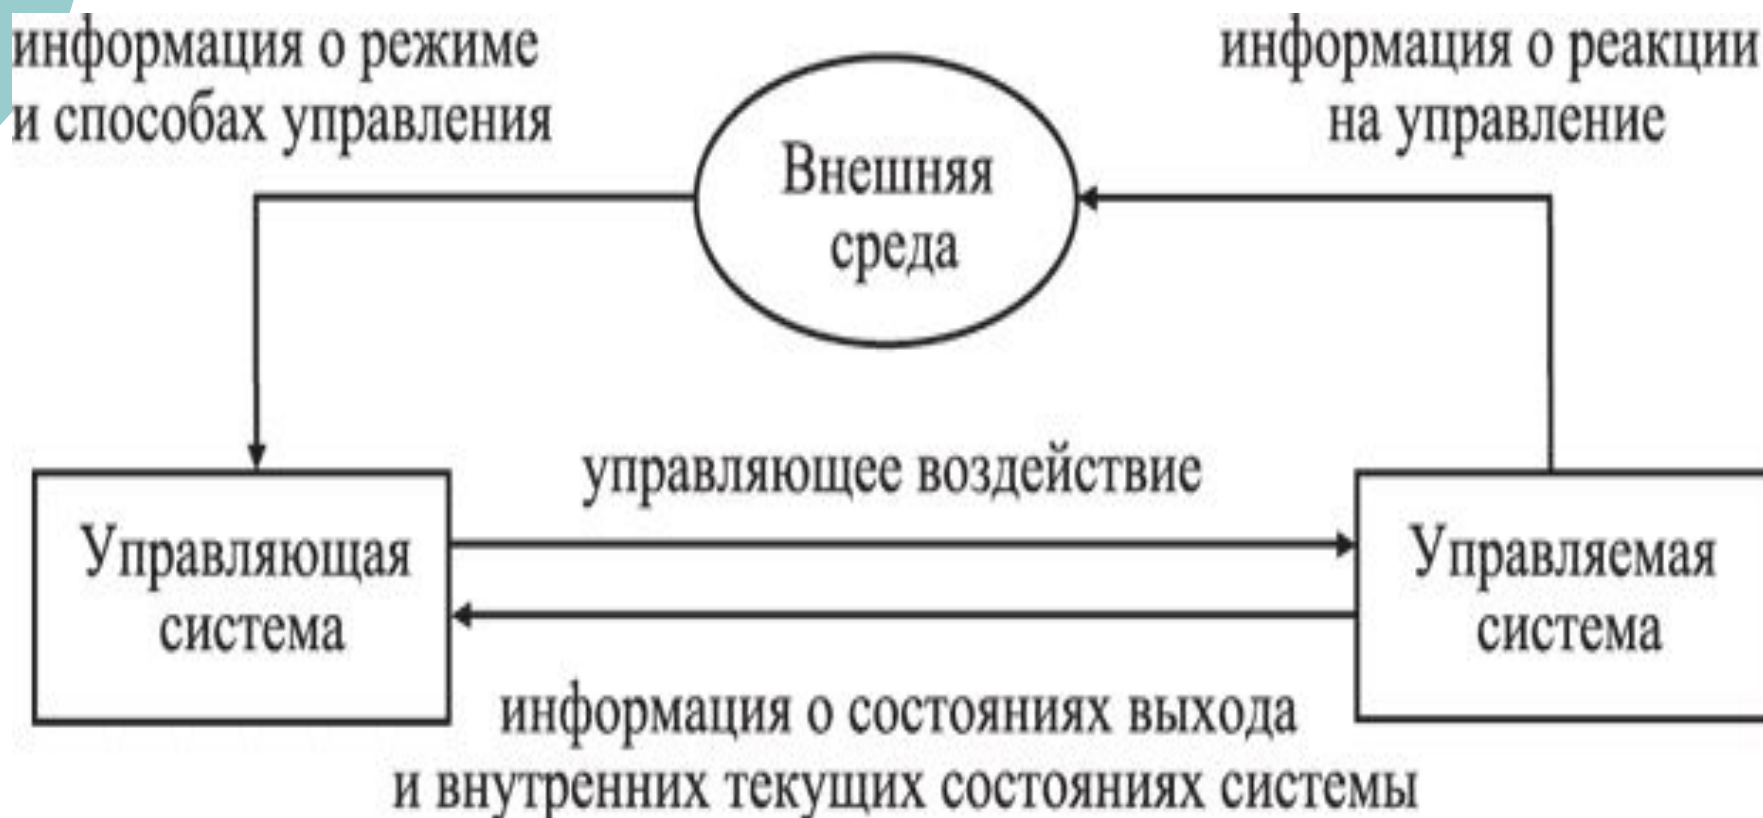 информация о режиме
и способах управления
информация о реакции
на управление
Внешняя
среда
управляющее воздействие
Управляющая
система
Управляемая
система
информация о состояниях выхода
и внутренних текущих состояниях системы